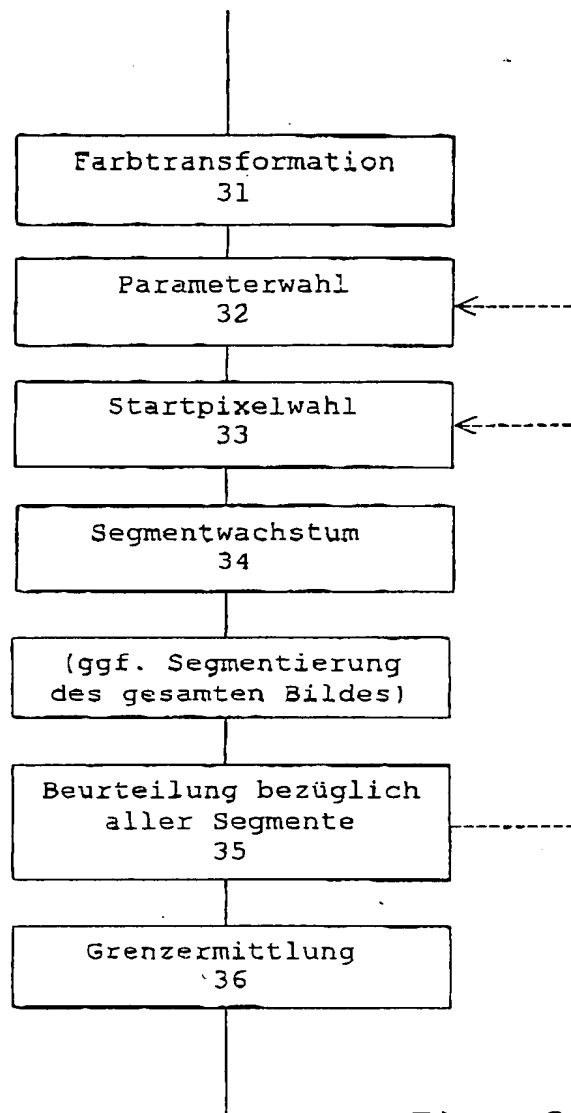 Farbtransformation
31
Parameterwahl
32
Startpixelwahl
33
Segmentwachstum
34
(ggf. Segmentierung
des gesamten Bildes)
Beurteilung bezüglich
aller Segmente
35
Grenzermittlung
36